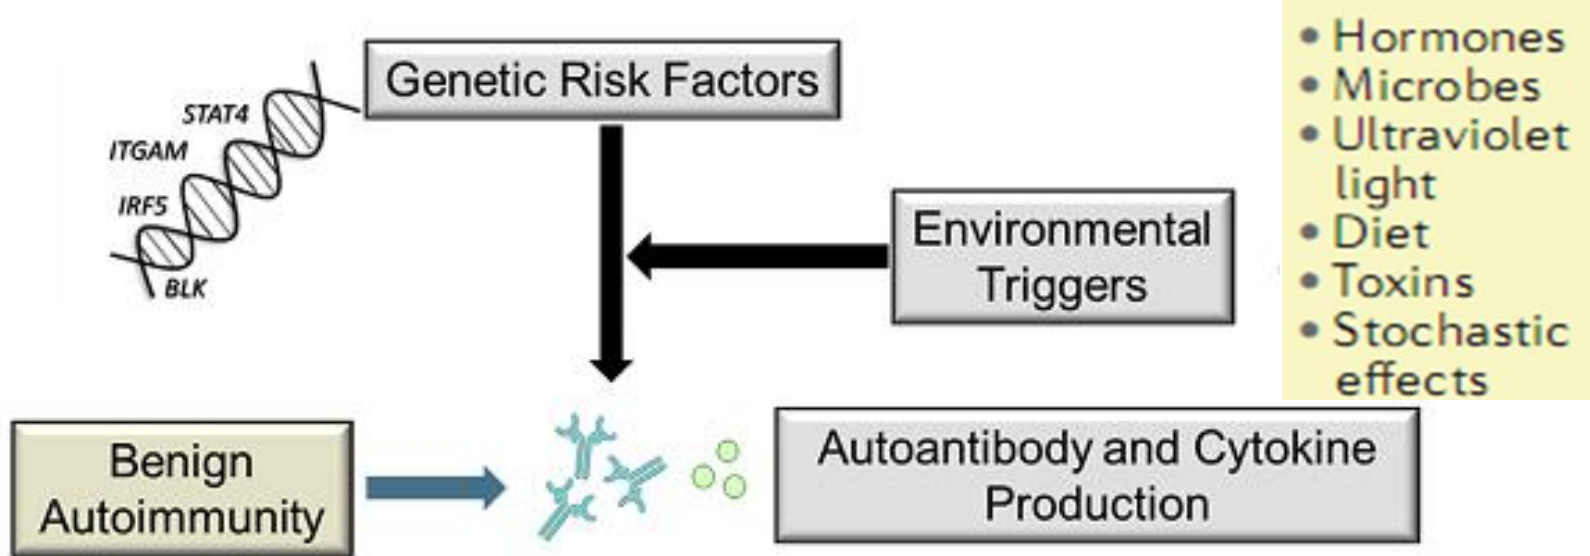 Genetic Risk Factors
STAT4
ITGAM
IRF5
BLK
Environmental
Triggers
• Hormones
• Microbes
• Ultraviolet
light
• Diet
• Toxins
• Stochastic
effects
Benign
Autoimmunity
Autoantibody and Cytokine
Production